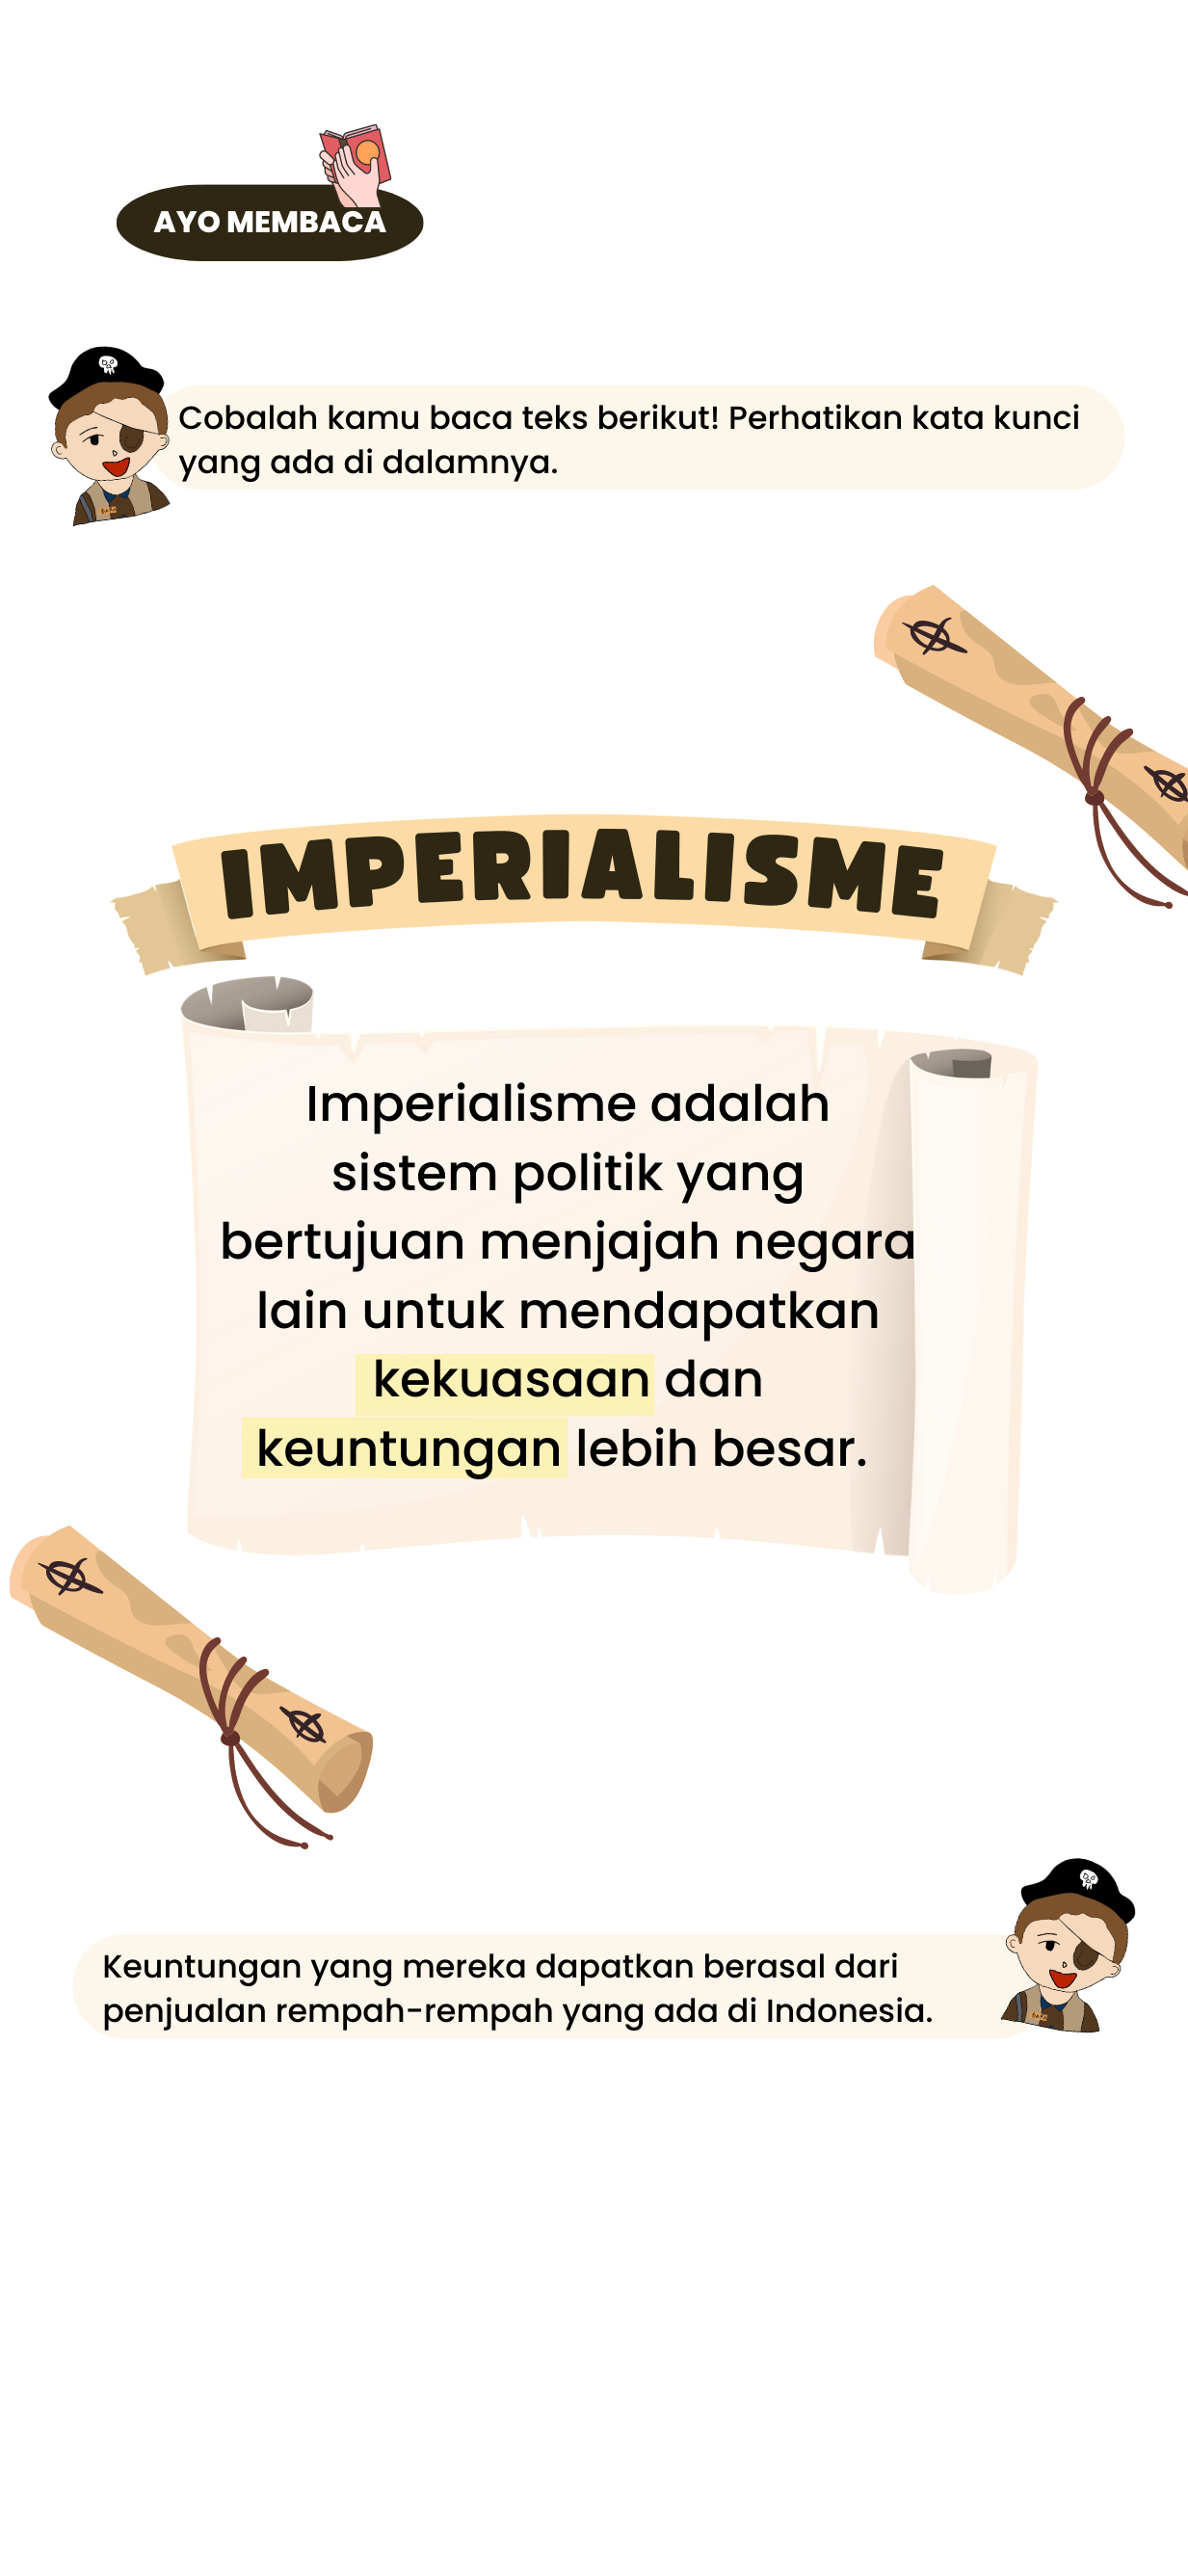 AYO MEMBACA
Cobalah kamu baca teks berikut! Perhatikan kata kunci
yang ada di dalamnya.
IMPERIALISME
Imperialisme adalah
sistem politik yang
bertujuan menjajah negara
lain untuk mendapatkan
kekuasaan dan
keuntungan lebih besar.
Keuntungan yang mereka dapatkan berasal dari
penjualan rempah-rempah yang ada di Indonesia.